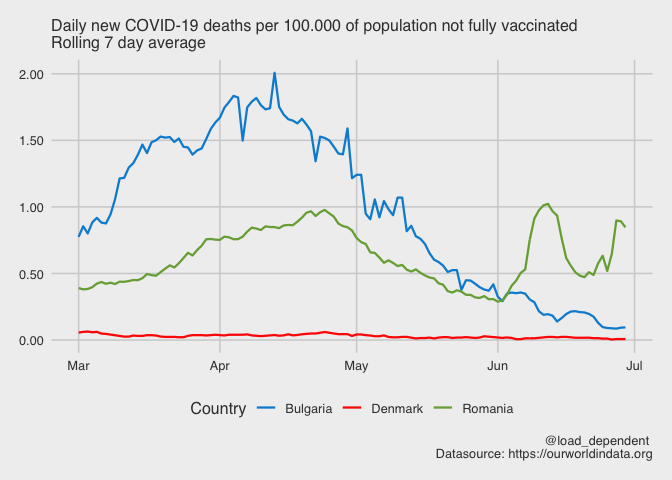 Daily new COVID-19 deaths per 100.000 of population not fully vaccinated
Rolling 7 day average
2.00
1.50
1.00
0.50
0.00
Mar Apr May Jun Jul
Country Bulgaria Denmark Romania
@load_dependent
Datasource: https://ourworldindata.org